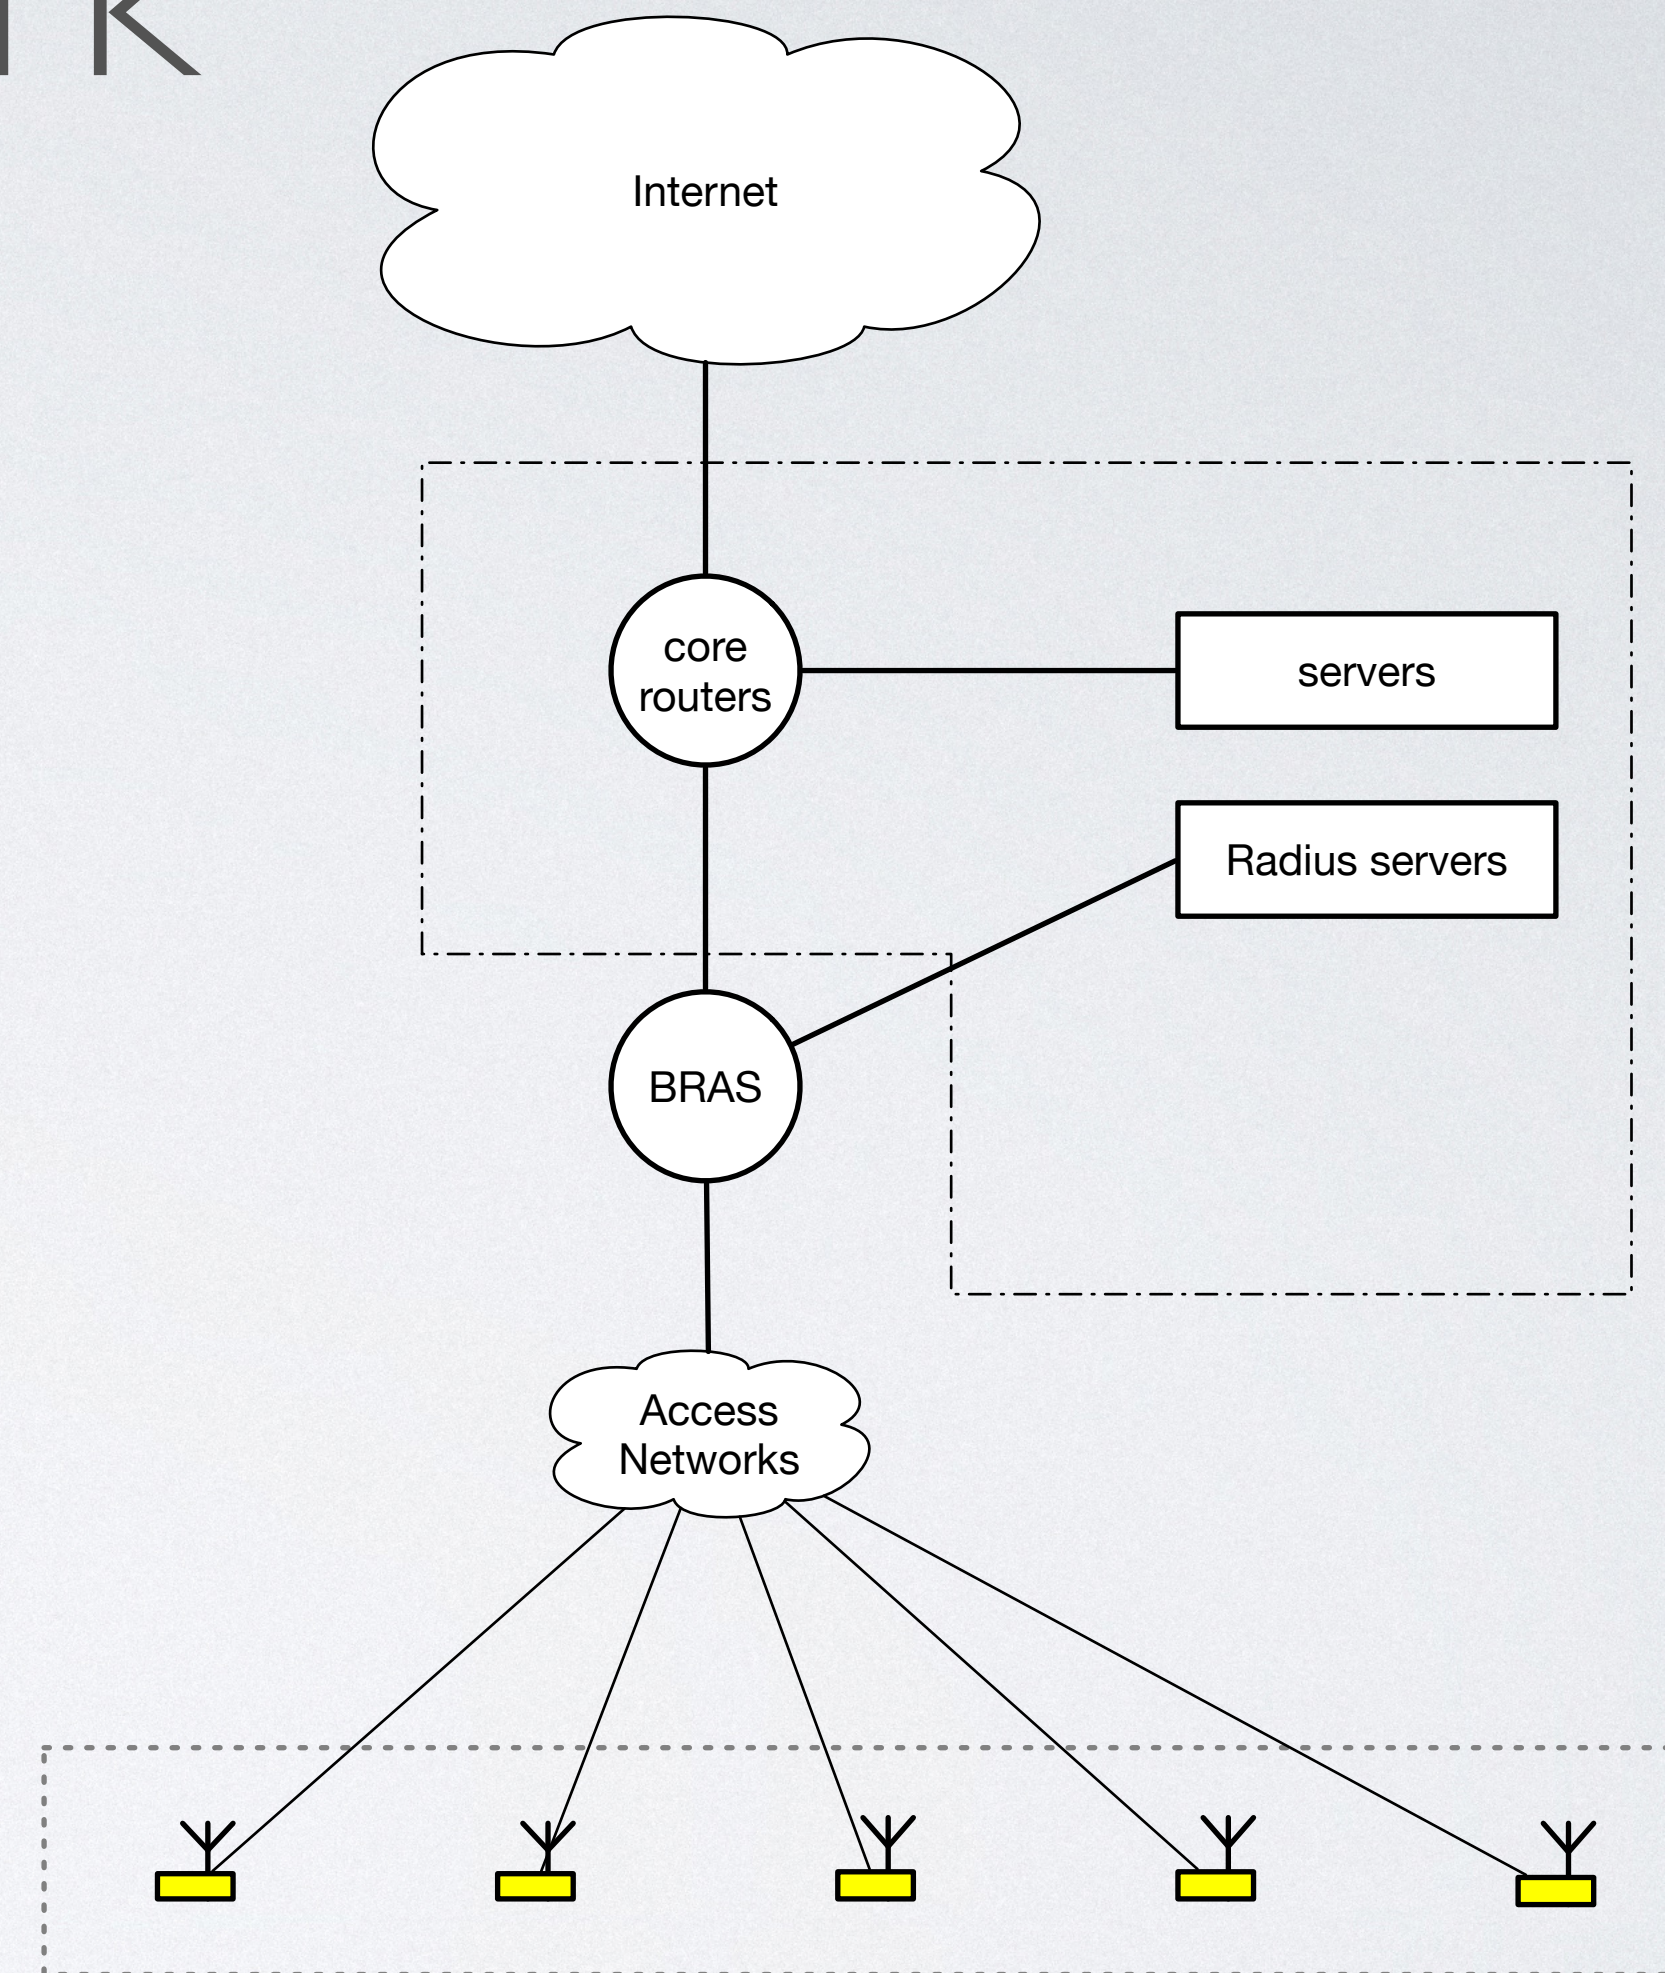 Internet
core
routers
servers
Radius servers
BRAS
Access
Networks